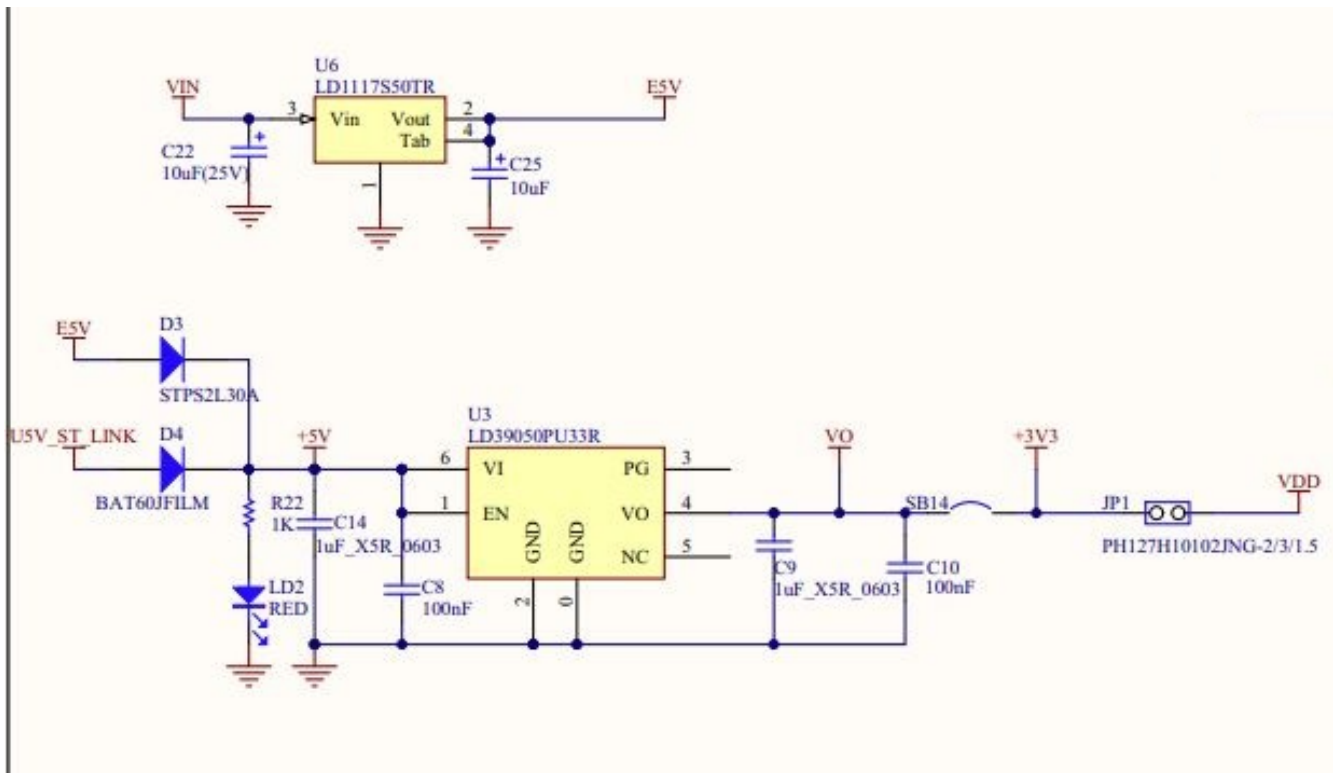 U6
LD1117S50TR
VIN
E5V
3
Vin
Vout
2
Tab
4
1
C22
10uF(25V)
C25
10uF
E5V
D3
STPS2L30A
U5V_ST_LINK
D4
BAT60JFILM
+5V
R22
1K
C14
1uF_X5R_0603
LD2
RED
C8
100nF
U3
LD39050PU33R
6
VI
1
EN
GND
GND
2
0
PG
3
VO
4
NC
5
VO
C9
1uF_X5R_0603
C10
100nF
SB14
+3V3
JP1
PH127H10102JNG-2/3/1.5
VDD